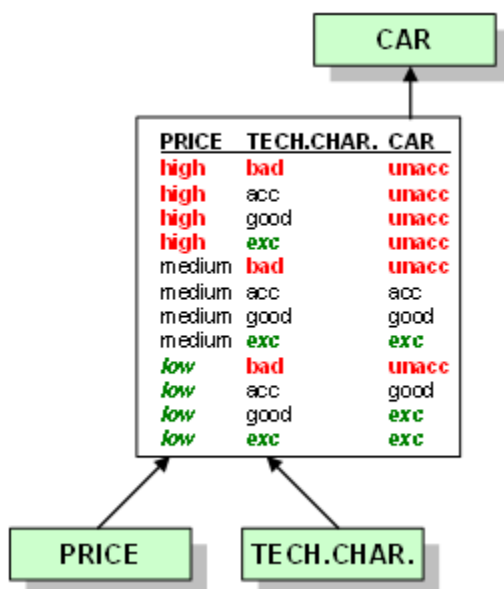 CAR
PRICE TECH.CHAR. CAR
high bad unacc
high acc unacc
high good unacc
high exc unacc
medium bad unacc
medium acc acc
medium good good
medium exc exc
low bad unacc
low acc good
low good exc
low exc exc
PRICE TECH.CHAR.